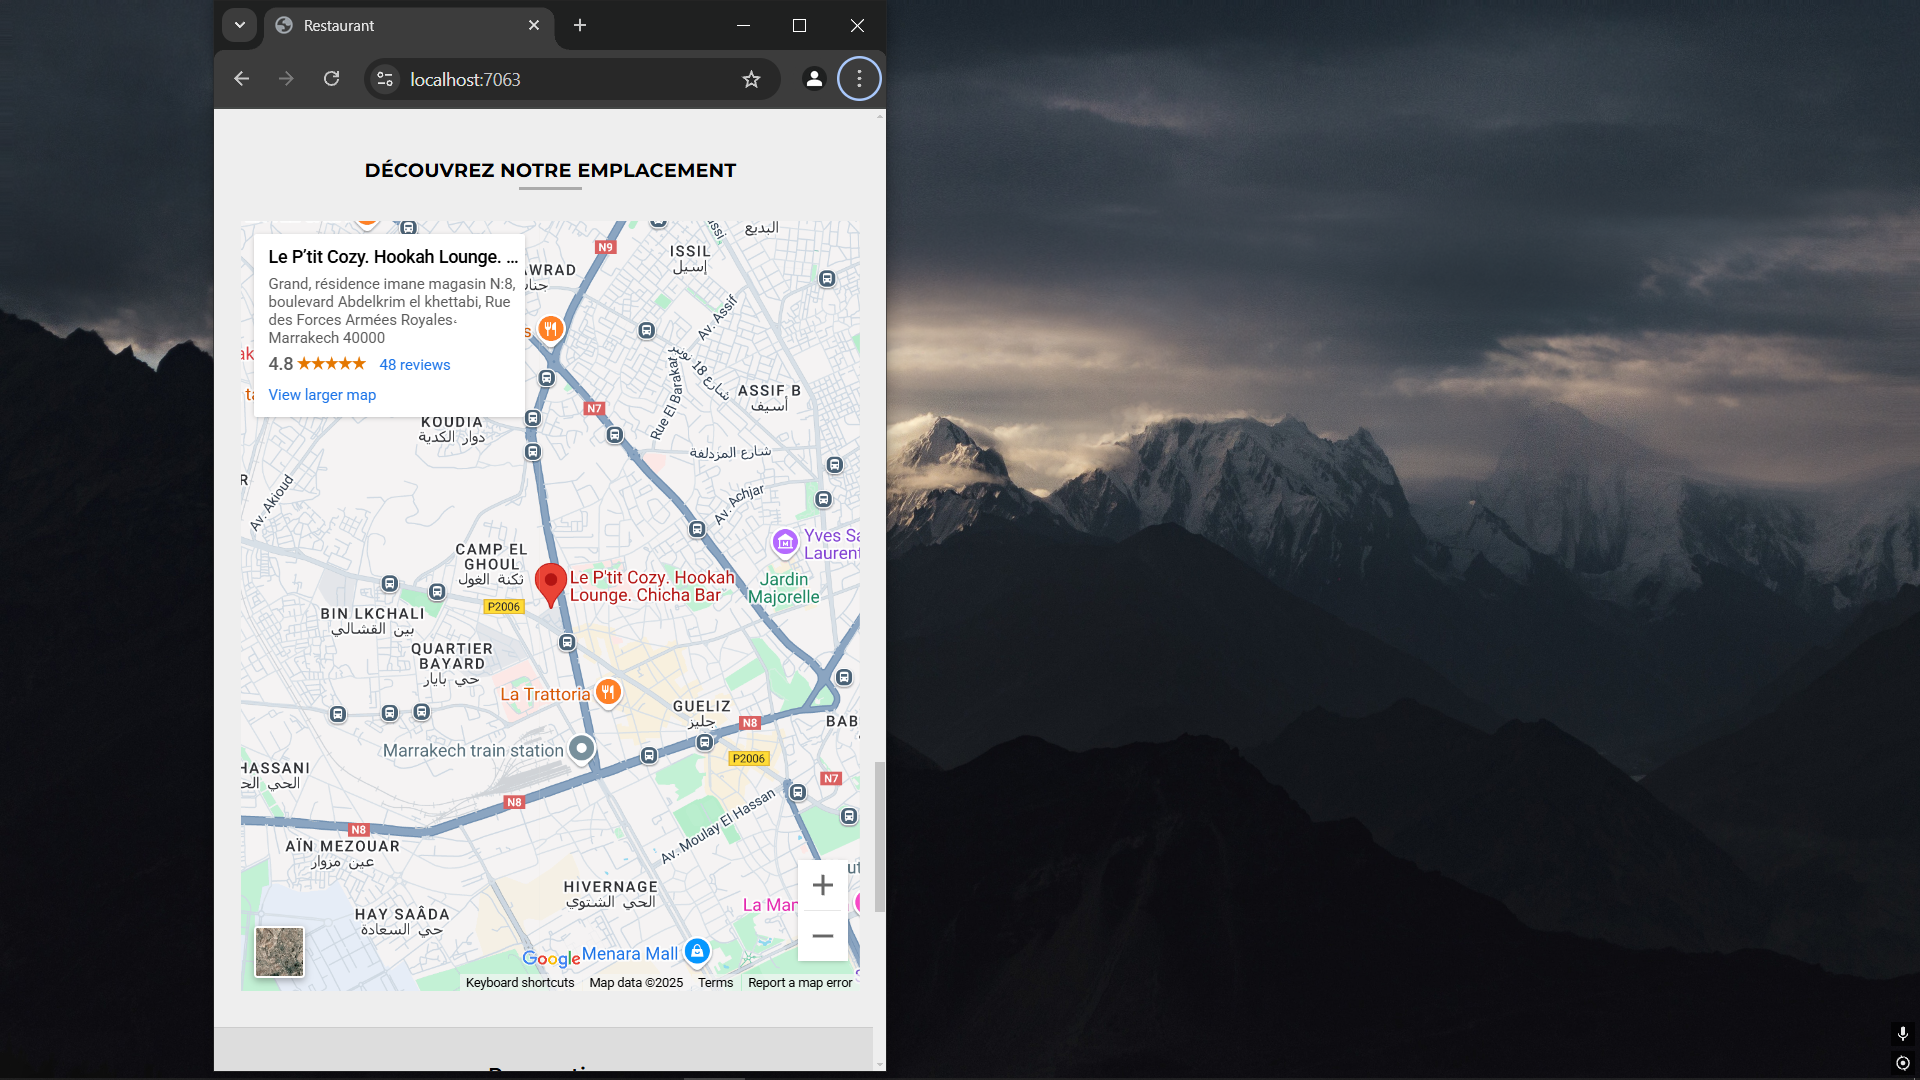 Restaurant
localhost:7063
DÉCOUVREZ NOTRE EMPLACEMENT
Le P'tit Cozy. Hookah Lounge. ...
Grand, résidence imane magasin N:8,
boulevard Abdelkrim el khettabi, Rue
des Forces Armées Royales،
Marrakech 40000
4.8
48 reviews
View larger map
البديع
N9
ISSIL
إسيل
Av. Assif
شارع 18 نونبر
Rue El Barakat
ASSIF B
أسيف
N7
KOUDIA
دوار الكدية
شارع المزدلفة
Av. Akioud
Av. Achjar
Yves Sa
Laurent
CAMP EL
GHOUL
ثكنة الغول
Le P'tit Cozy. Hookah
Lounge. Chicha Bar
Jardin
Majorelle
P2006
BIN LKCHALI
بين القشالي
QUARTIER
BAYARD
حي بايار
La Trattoria
GUELIZ
جليز
N8
BAB
Marrakech train station
P2006
HASSANI
N7
N8
Av. Moulay El Hassan
N8
AÏN MEZOUAR
عين مزوار
HIVERNAGE
الحي الشتوي
La Mam
HAY SAÂDA
حي السعادة
Google
Menara Mall
Keyboard shortcuts
Map data ©2025
Terms
Report a map error